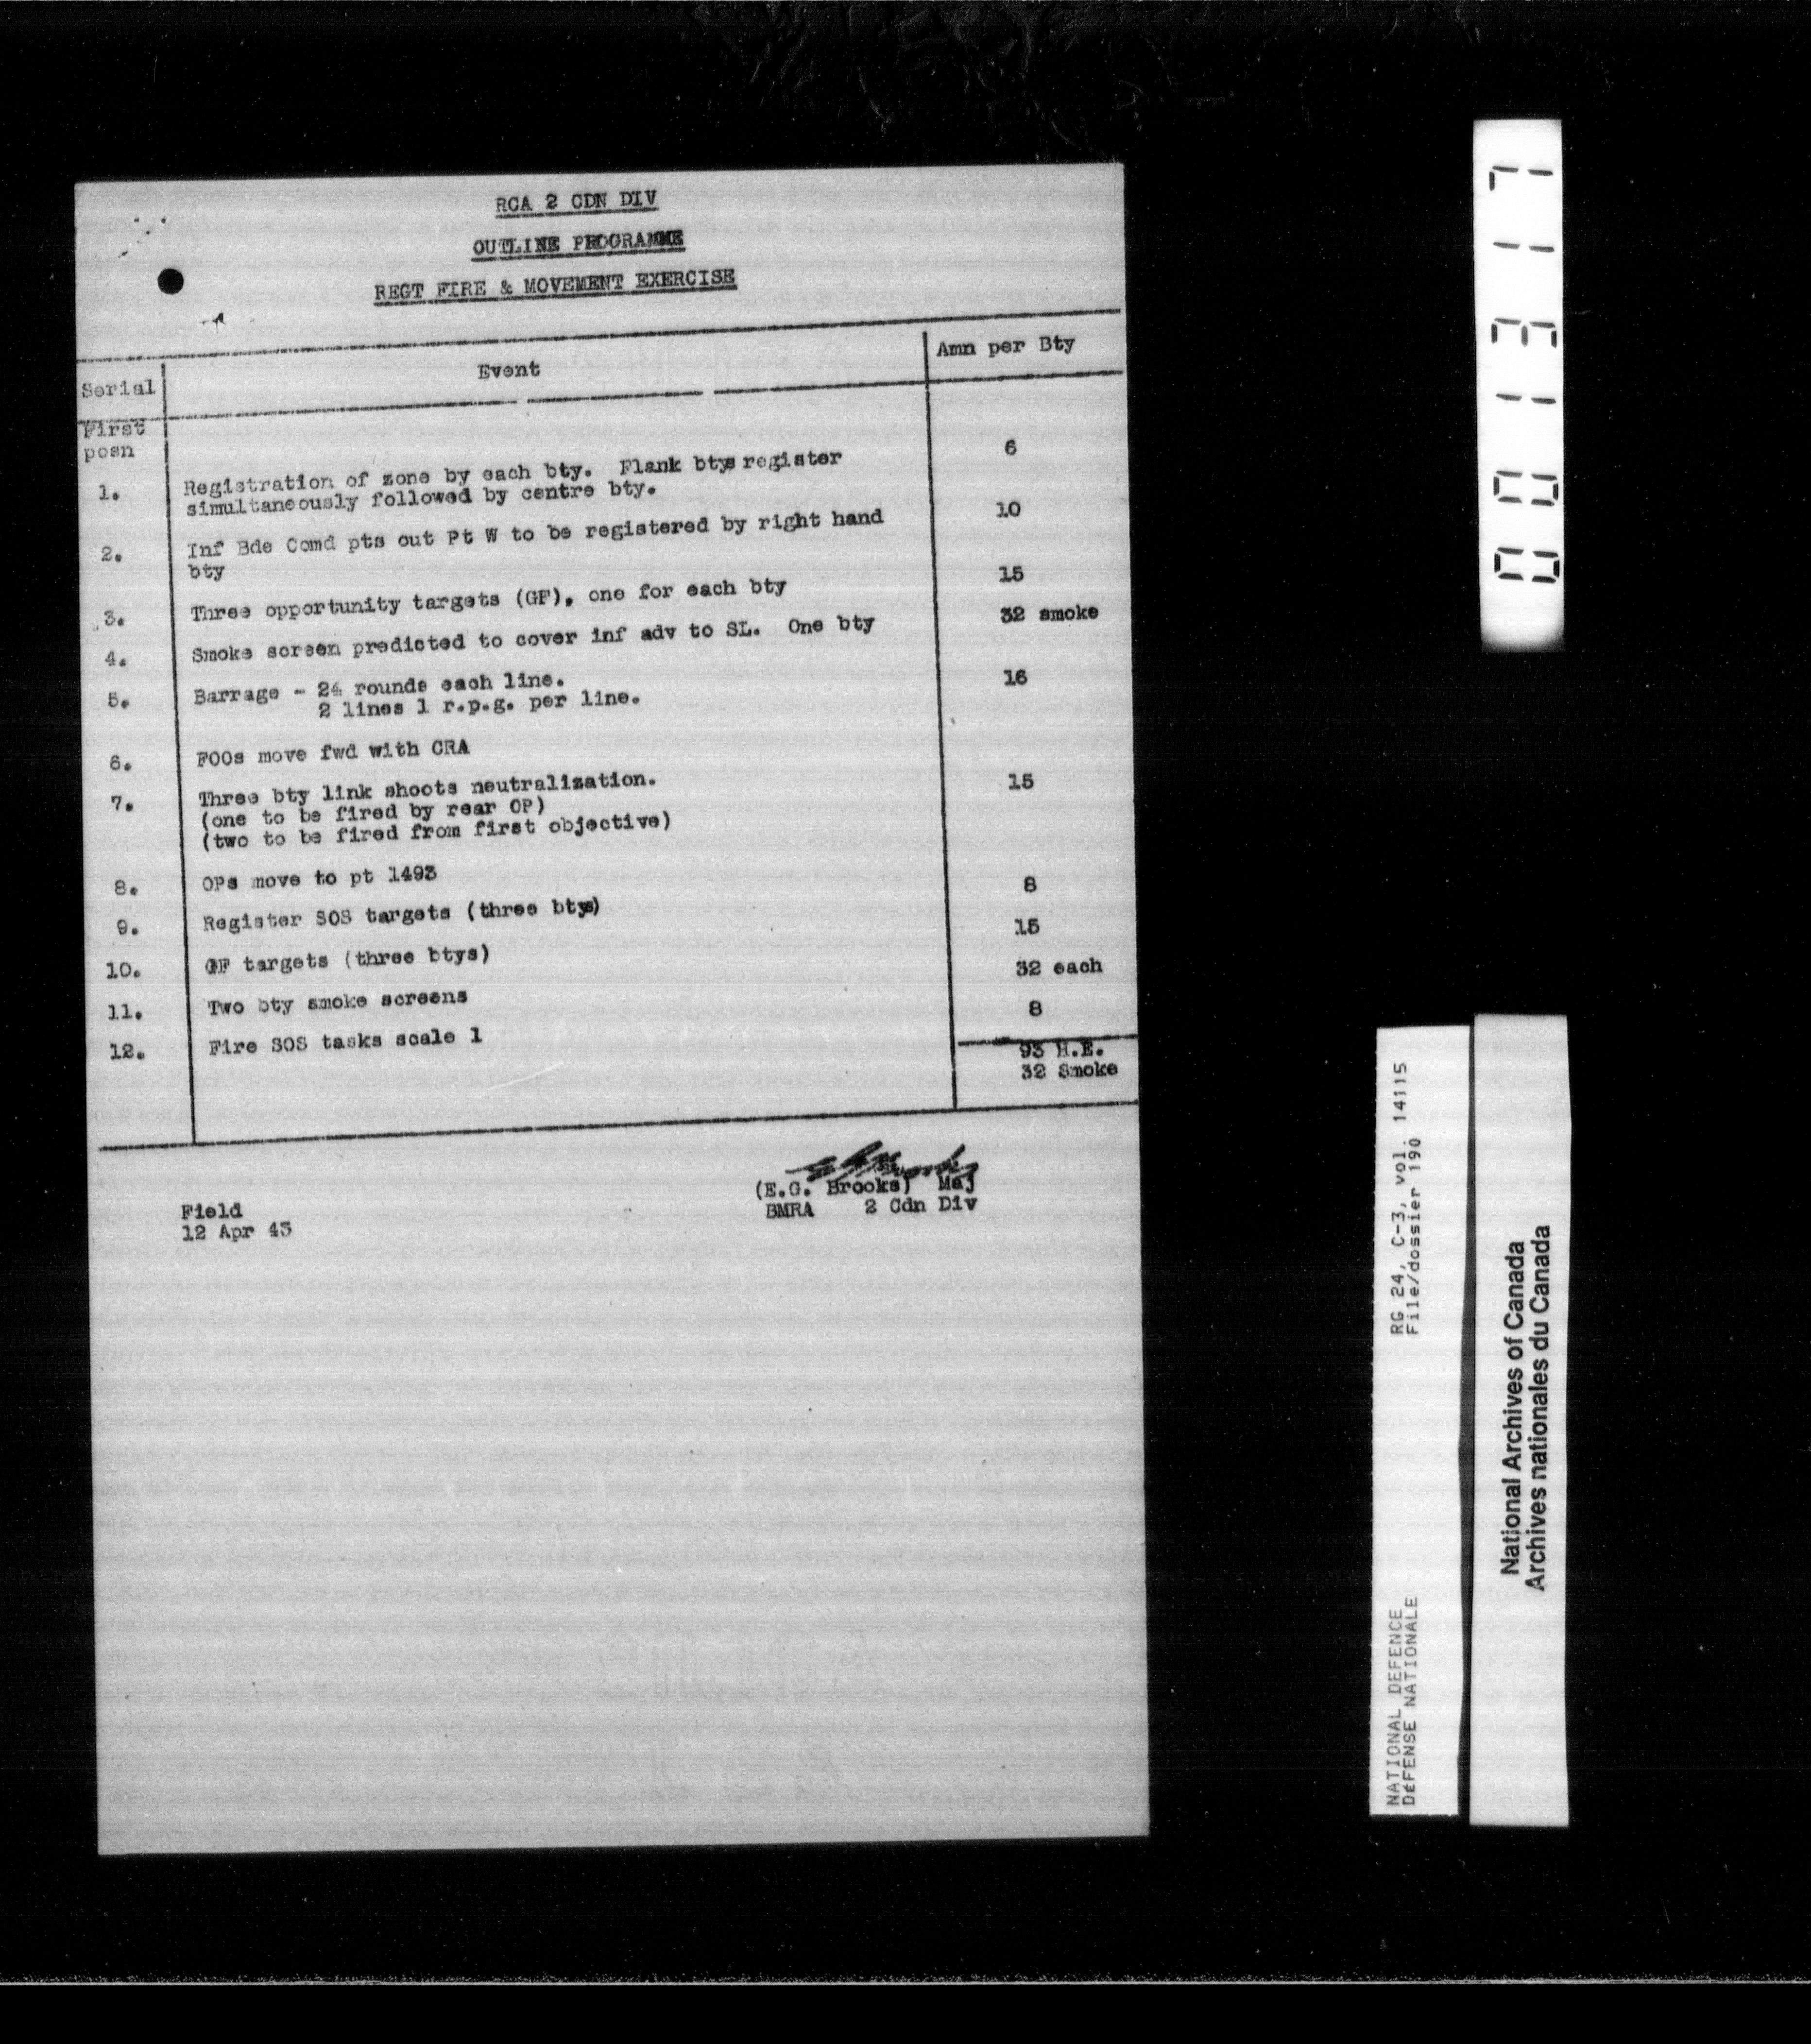 RCA 2 CDN DIV
OUTLINE PROGRAMME
REGT FIRE & MOVEMENT EXERCISE
Serial Event Amn per Bty
First
posn
1. Registration of zone by each bty. Flank btys register 6
simultaneously followed by centre bty.
2. Inf Bde Comd pts out Pt W to be registered by right hand 10
bty
3. Three opportunity targets (GF), one for each bty 15
4. Smoke screen predicted to cover inf adv to SL. One bty 32 smoke
5. Barrage - 24 rounds each line. 16
2 lines 1 r.p.g. per line.
6. FOOs move fwd with CRA
7. Three bty link shoots neutralization. 15
(one to be fired by rear OP)
(two to be fired from first objective)
8. OPs move to pt 1493
9. Register SOS targets (three btys) 8
10. GF targets (three btys) 15
11. Two bty smoke screens 32 each
12. Fire SOS tasks scale 1 8
93 H.E.
32 Smoke
(E.G. Brooks) Maj
BMRA 2 Cdn Div
Field
12 Apr 43
001317
RG 24, C-3, vol. 14115
File/dossier 190
NATIONAL DEFENCE
DÉFENSE NATIONALE
National Archives of Canada
Archives nationales du Canada